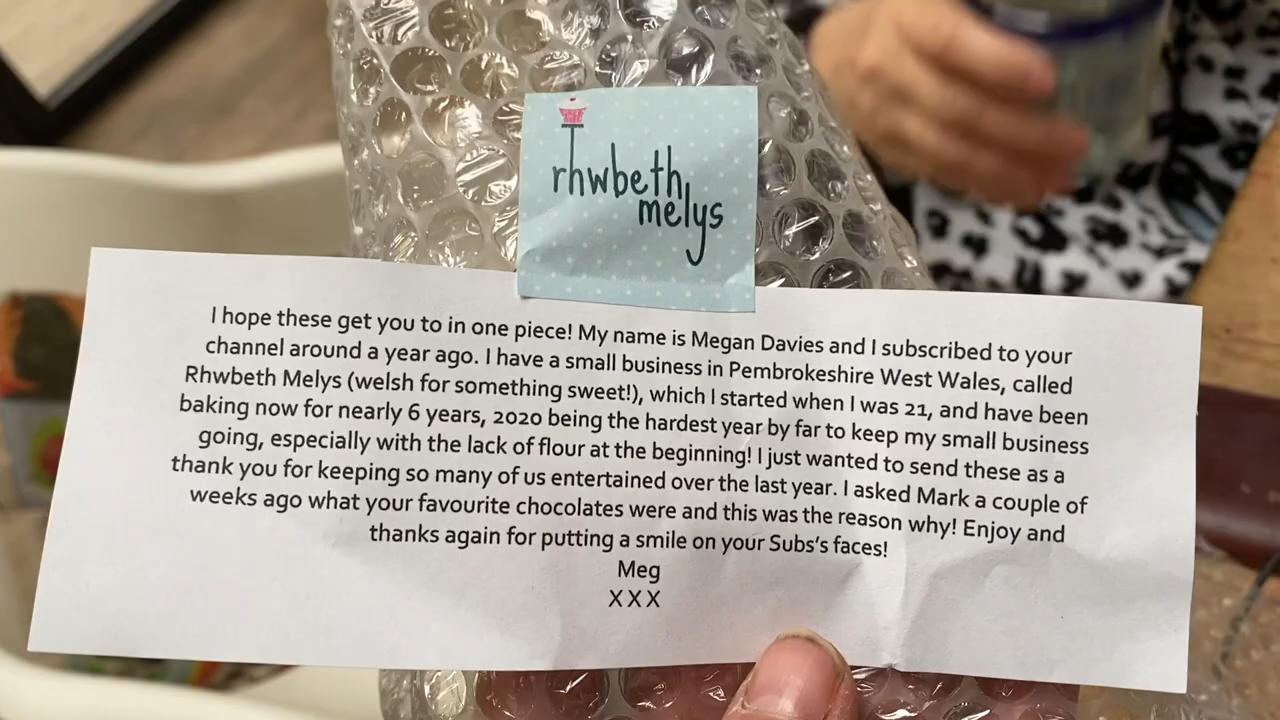 rhwbeth
melys
I hope these get you to in one piece! My name is Megan Davies and I subscribed to your
channel around a year ago. I have a small business in Pembrokeshire West Wales, called
Rhwbeth Melys (welsh for something sweet!), which I started when I was 21, and have been
baking now for nearly 6 years, 2020 being the hardest year by far to keep my small business
going, especially with the lack of flour at the beginning! I just wanted to send these as a
thank you for keeping so many of us entertained over the last year. I asked Mark a couple of
weeks ago what your favourite chocolates were and this was the reason why! Enjoy and
thanks again for putting a smile on your Subs's faces!
Meg
XXX